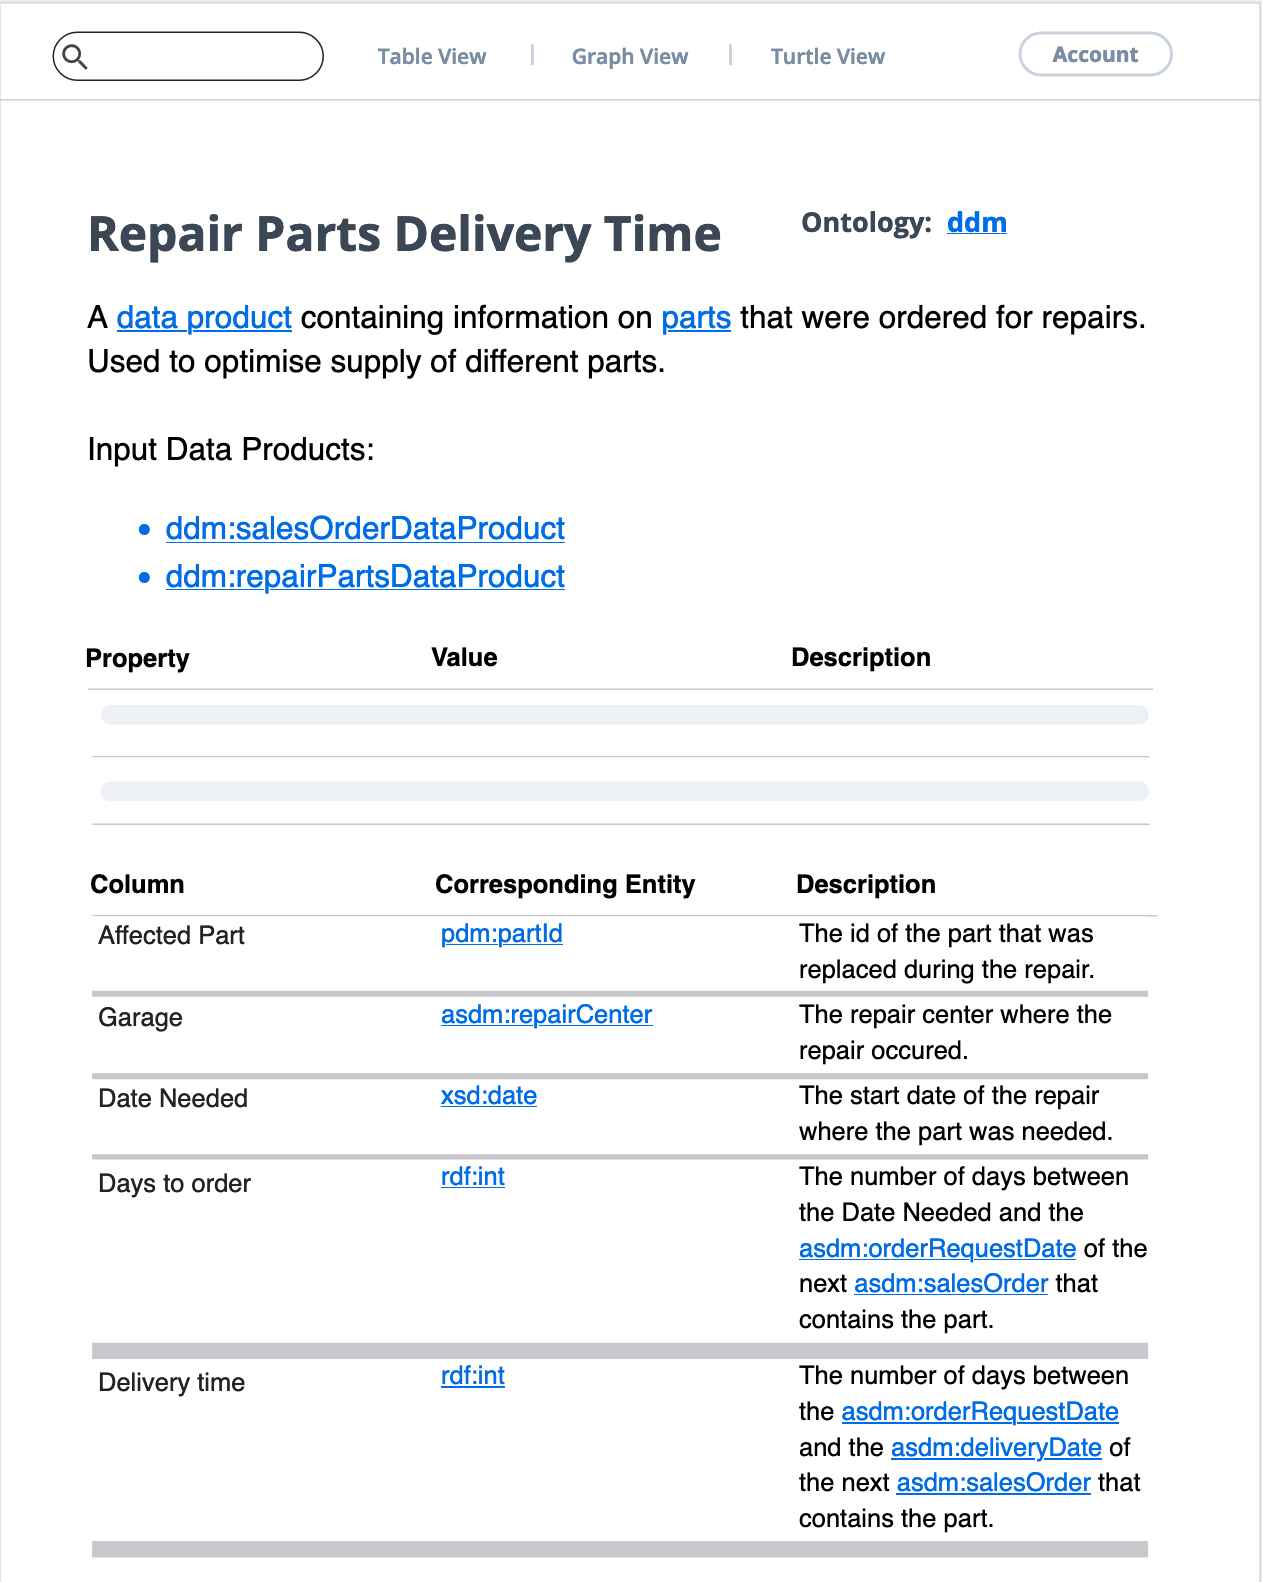 Table View | Graph View | Turtle View Account
Repair Parts Delivery Time Ontology: ddm
A data product containing information on parts that were ordered for repairs.
Used to optimise supply of different parts.
Input Data Products:
• ddm:salesOrderDataProduct
• ddm:repairPartsDataProduct
Property Value Description
Column Corresponding Entity Description
Affected Part pdm:partId The id of the part that was
replaced during the repair.
Garage asdm:repairCenter The repair center where the
repair occured.
Date Needed xsd:date The start date of the repair
where the part was needed.
Days to order rdf:int The number of days between
the Date Needed and the
asdm:orderRequestDate of the
next asdm:salesOrder that
contains the part.
Delivery time rdf:int The number of days between
the asdm:orderRequestDate
and the asdm:deliveryDate of
the next asdm:salesOrder that
contains the part.